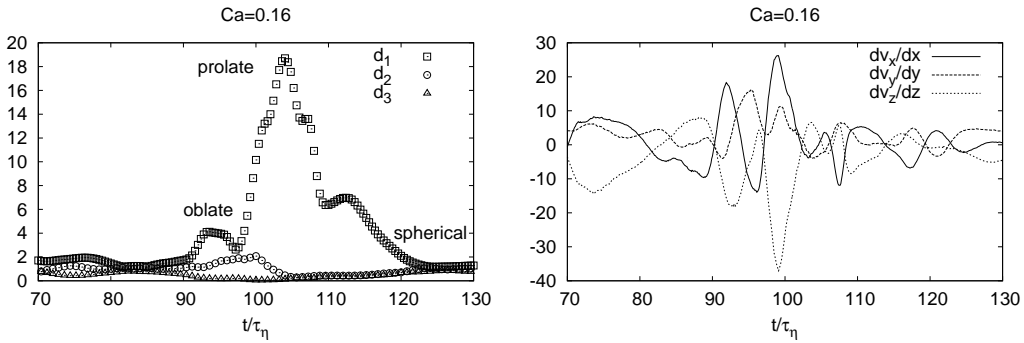 Ca=0.16
20
18
16
14
12
10
8
6
4
2
0
70 80 90 100 110 120 130
t/τη
prolate
oblate
spherical
d1
d2
d3
Ca=0.16
30
20
10
0
-10
-20
-30
-40
70 80 90 100 110 120 130
t/τη
dvx/dx
dvy/dy
dvz/dz